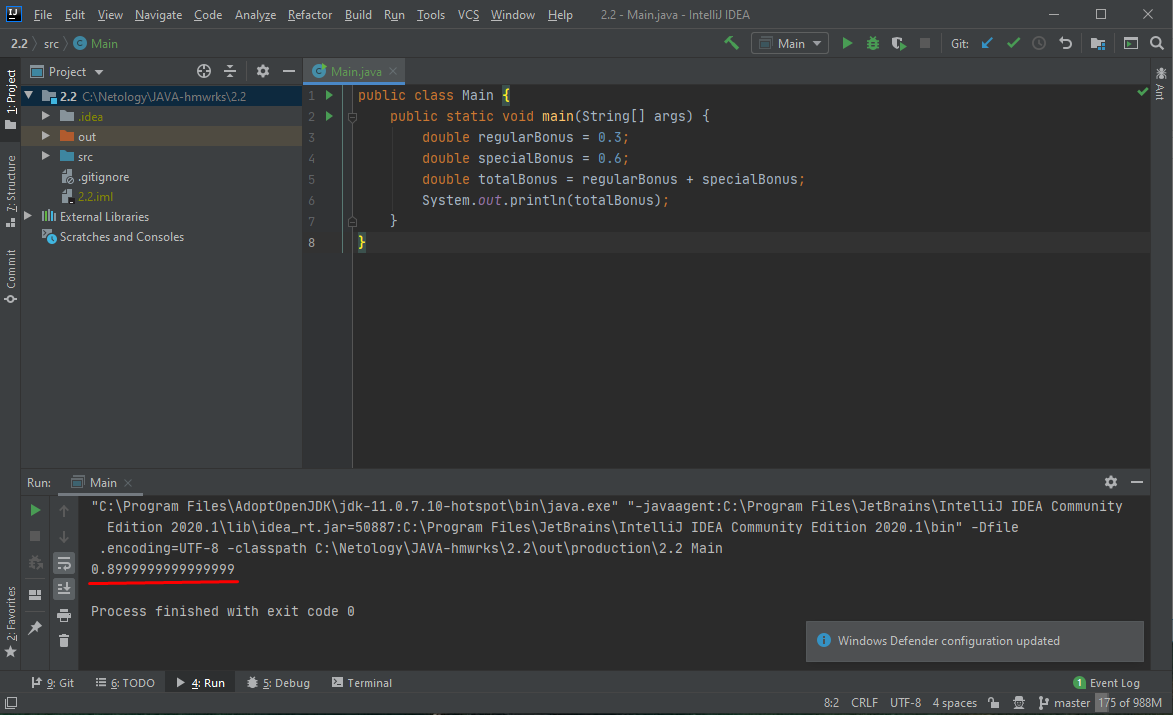 IJ File Edit View Navigate Code Analyze Refactor Build Run Tools VCS Window Help 2.2 - Main.java - IntelliJ IDEA
2.2 src C Main
Main Git:
1: Project
7: Structure
Commit
2: Favorites
Project
2.2 C:\Netology\JAVA-hmwrks\2.2
.idea
out
src
.gitignore
2.2.iml
External Libraries
Scratches and Consoles
C Main.java
Ant
1 public class Main {
2 public static void main(String[] args) {
3 double regularBonus = 0.3;
4 double specialBonus = 0.6;
5 double totalBonus = regularBonus + specialBonus;
6 System.out.println(totalBonus);
7 }
8 }
Run: Main
"C:\Program Files\AdoptOpenJDK\jdk-11.0.7.10-hotspot\bin\java.exe" "-javaagent:C:\Program Files\JetBrains\IntelliJ IDEA Community
Edition 2020.1\lib\idea_rt.jar=50887:C:\Program Files\JetBrains\IntelliJ IDEA Community Edition 2020.1\bin" -Dfile
.encoding=UTF-8 -classpath C:\Netology\JAVA-hmwrks\2.2\out\production\2.2 Main
0.8999999999999999
Process finished with exit code 0
Windows Defender configuration updated
9: Git 6: TODO 4: Run 5: Debug Terminal 1 Event Log
8:2 CRLF UTF-8 4 spaces master 175 of 988M